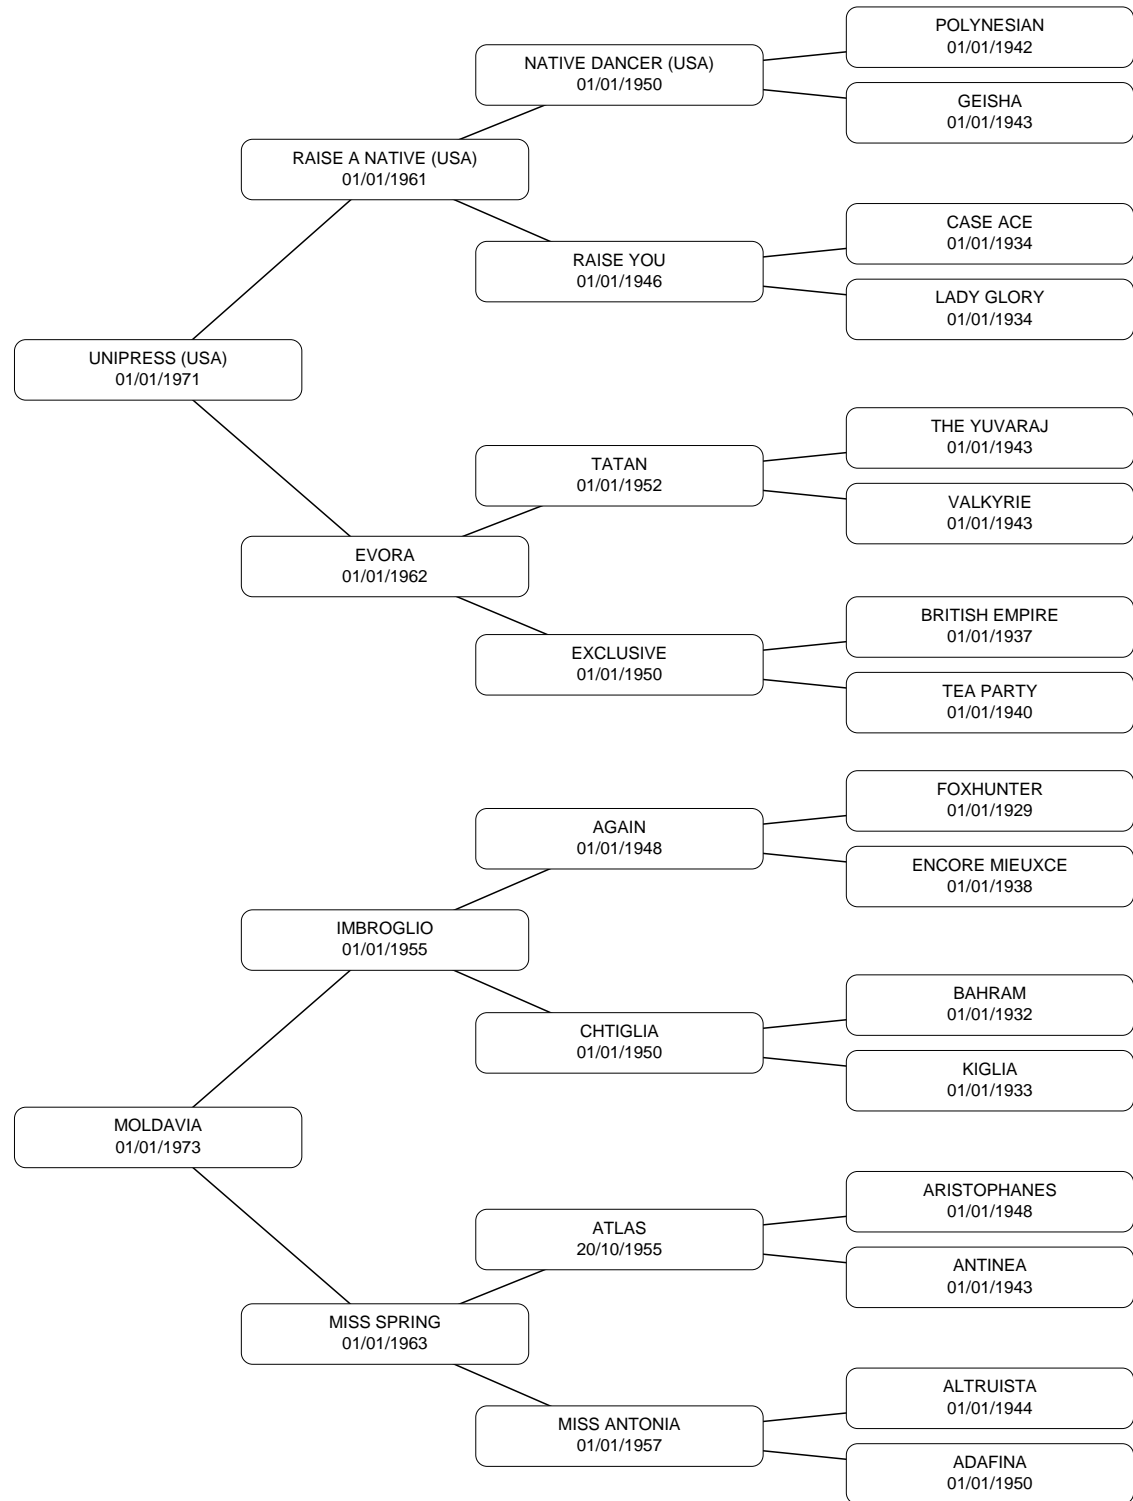 POLYNESIAN
01/01/1942
NATIVE DANCER (USA)
01/01/1950
GEISHA
01/01/1943
RAISE A NATIVE (USA)
01/01/1961
CASE ACE
01/01/1934
RAISE YOU
01/01/1946
LADY GLORY
01/01/1934
UNIPRESS (USA)
01/01/1971
THE YUVARAJ
01/01/1943
TATAN
01/01/1952
VALKYRIE
01/01/1943
EVORA
01/01/1962
BRITISH EMPIRE
01/01/1937
EXCLUSIVE
01/01/1950
TEA PARTY
01/01/1940
FOXHUNTER
01/01/1929
AGAIN
01/01/1948
ENCORE MIEUXCE
01/01/1938
IMBROGLIO
01/01/1955
BAHRAM
01/01/1932
CHTIGLIA
01/01/1950
KIGLIA
01/01/1933
MOLDAVIA
01/01/1973
ARISTOPHANES
01/01/1948
ATLAS
20/10/1955
ANTINEA
01/01/1943
MISS SPRING
01/01/1963
ALTRUISTA
01/01/1944
MISS ANTONIA
01/01/1957
ADAFINA
01/01/1950